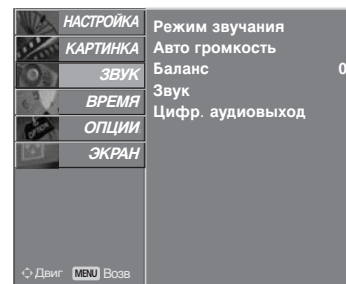 НАСТРОЙКА
КАРТИНКА
ЗВУК
ВРЕМЯ
ОПЦИИ
ЭКРАН
Режим звучания
Авто громкость
Баланс 0
Звук
Цифр. аудиовыход
Двиг MENU Возв